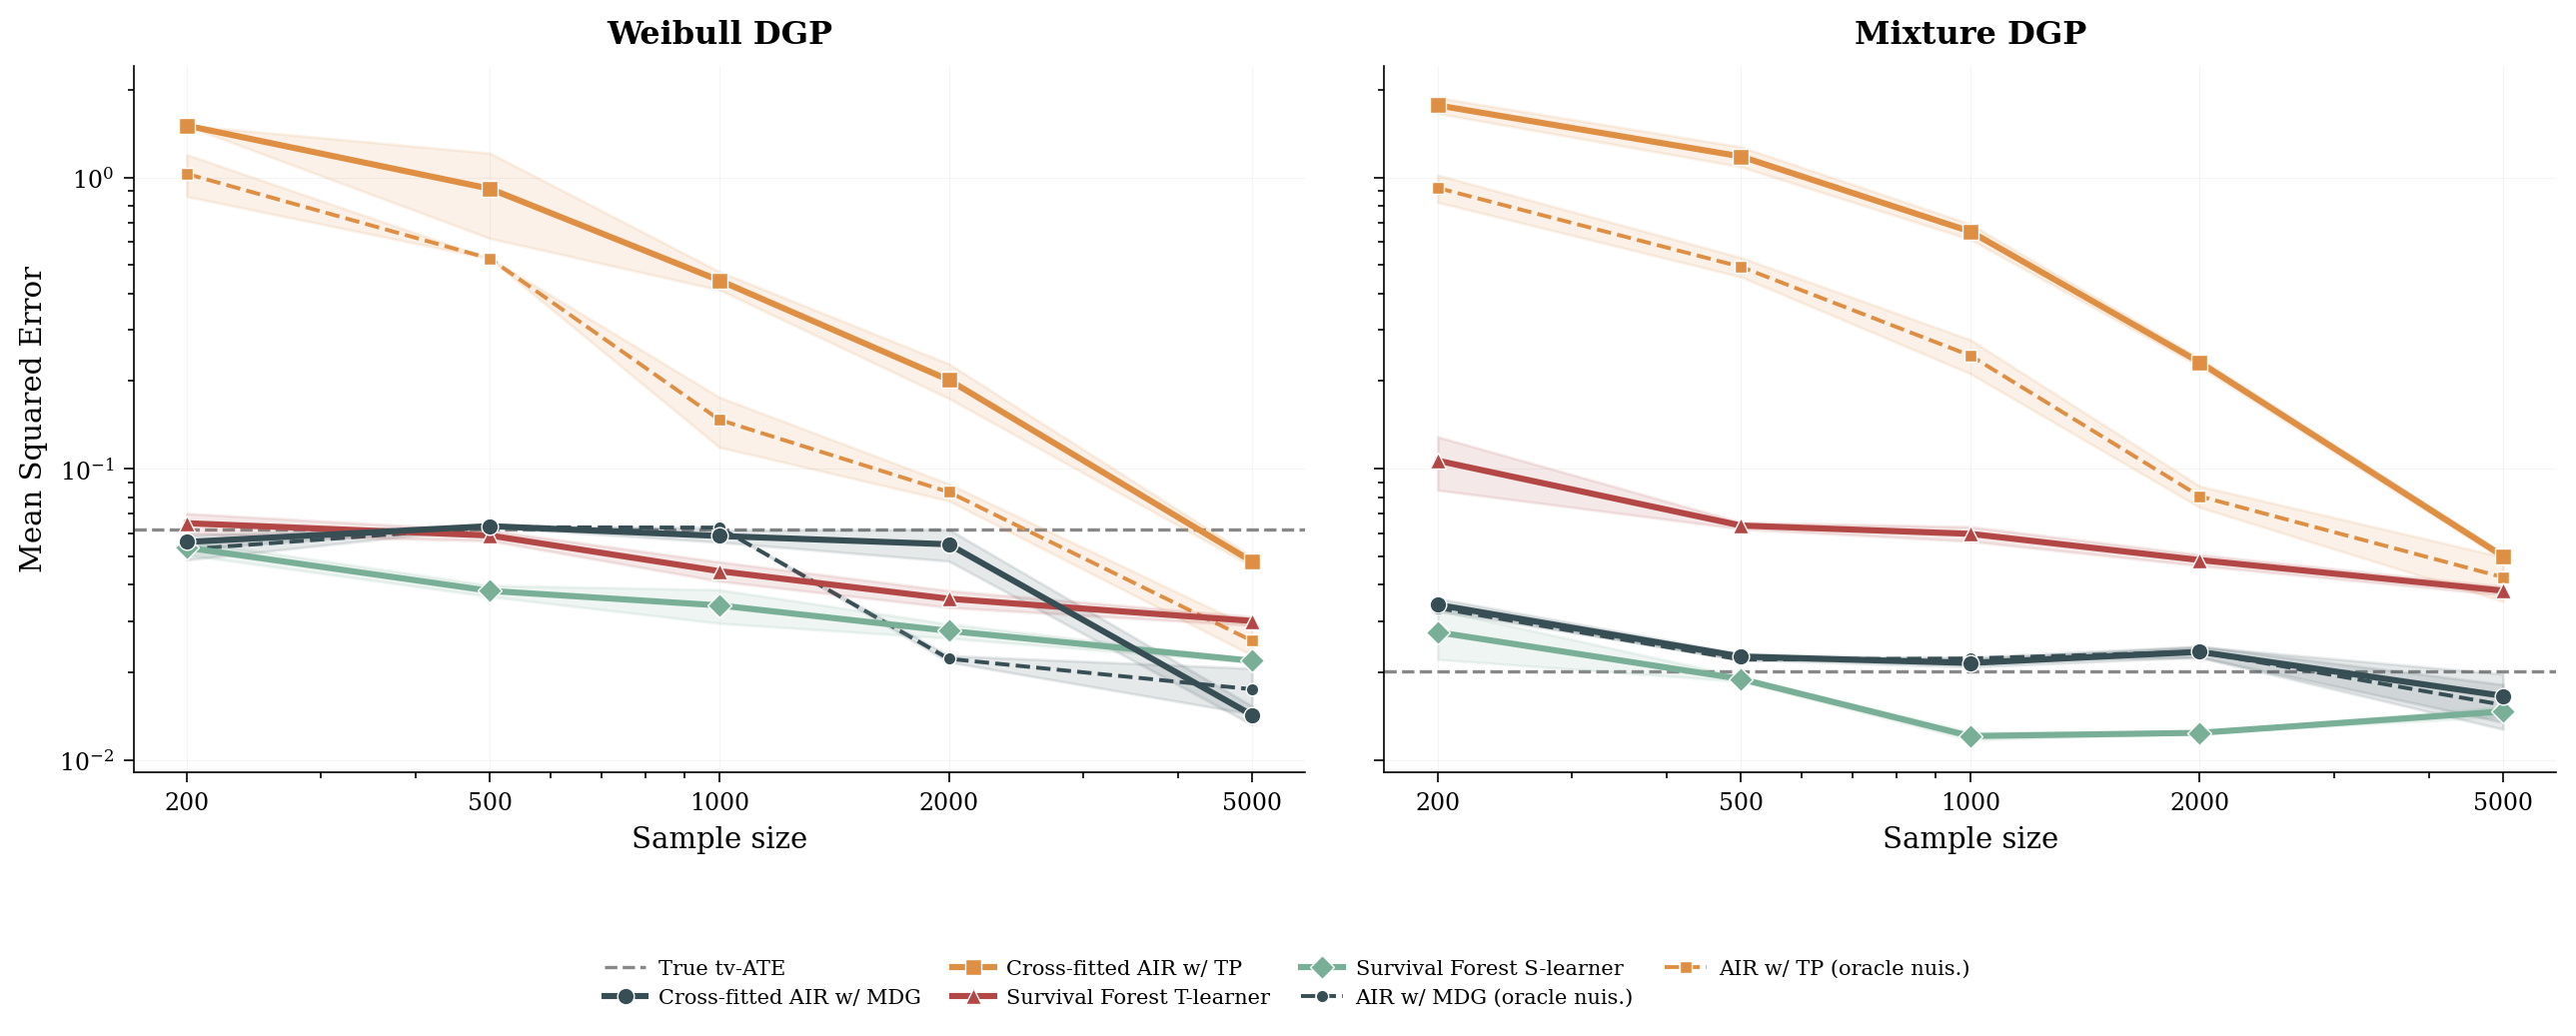 Weibull DGP
Mixture DGP
Mean Squared Error
10⁰
10⁻¹
10⁻²
200 500 1000 2000 5000
200 500 1000 2000 5000
Sample size
Sample size
True tv-ATE
Cross-fitted AIR w/ MDG
Cross-fitted AIR w/ TP
Survival Forest T-learner
Survival Forest S-learner
AIR w/ MDG (oracle nuis.)
AIR w/ TP (oracle nuis.)